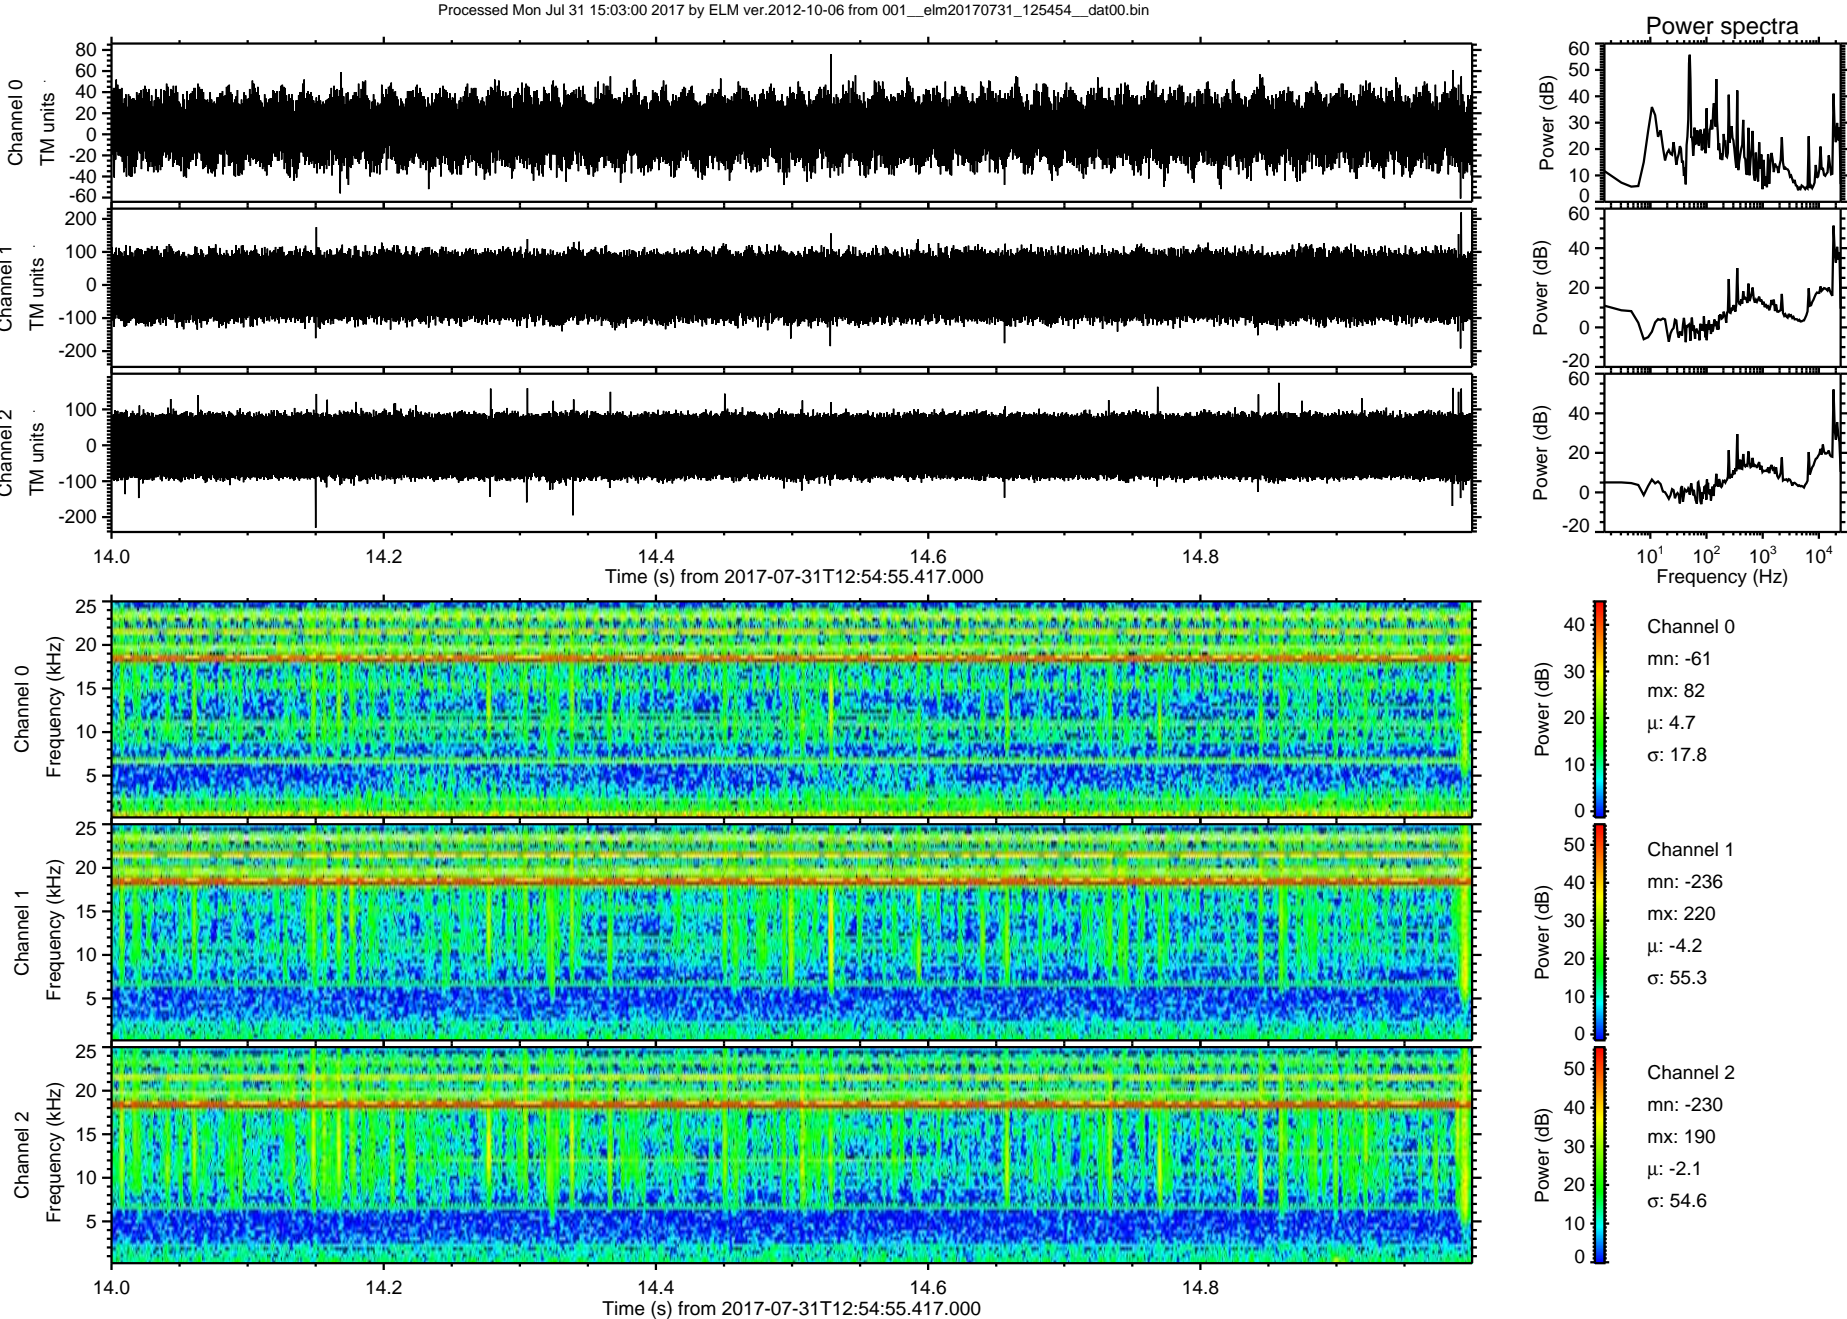 Processed Mon Jul 31 15:03:00 2017 by ELM ver.2012-10-06 from 001__elm20170731_125454__dat00.bin
Power spectra
Channel 0
TM units
80
60
40
20
0
-20
-40
-60
Power (dB)
60
50
40
30
20
10
0
Channel 1
TM units
200
100
0
-100
-200
Power (dB)
60
40
20
0
-20
Channel 2
TM units
100
0
-100
-200
Power (dB)
60
40
20
0
-20
14.0 14.2 14.4 14.6 14.8
Time (s) from 2017-07-31T12:54:55.417.000
10¹ 10² 10³ 10⁴
Frequency (Hz)
Channel 0
Frequency (kHz)
25
20
15
10
5
Power (dB)
40
30
20
10
0
Channel 0
mn: -61
mx: 82
μ: 4.7
σ: 17.8
Channel 1
Frequency (kHz)
25
20
15
10
5
Power (dB)
50
40
30
20
10
0
Channel 1
mn: -236
mx: 220
μ: -4.2
σ: 55.3
Channel 2
Frequency (kHz)
25
20
15
10
5
Power (dB)
50
40
30
20
10
0
Channel 2
mn: -230
mx: 190
μ: -2.1
σ: 54.6
14.0 14.2 14.4 14.6 14.8
Time (s) from 2017-07-31T12:54:55.417.000